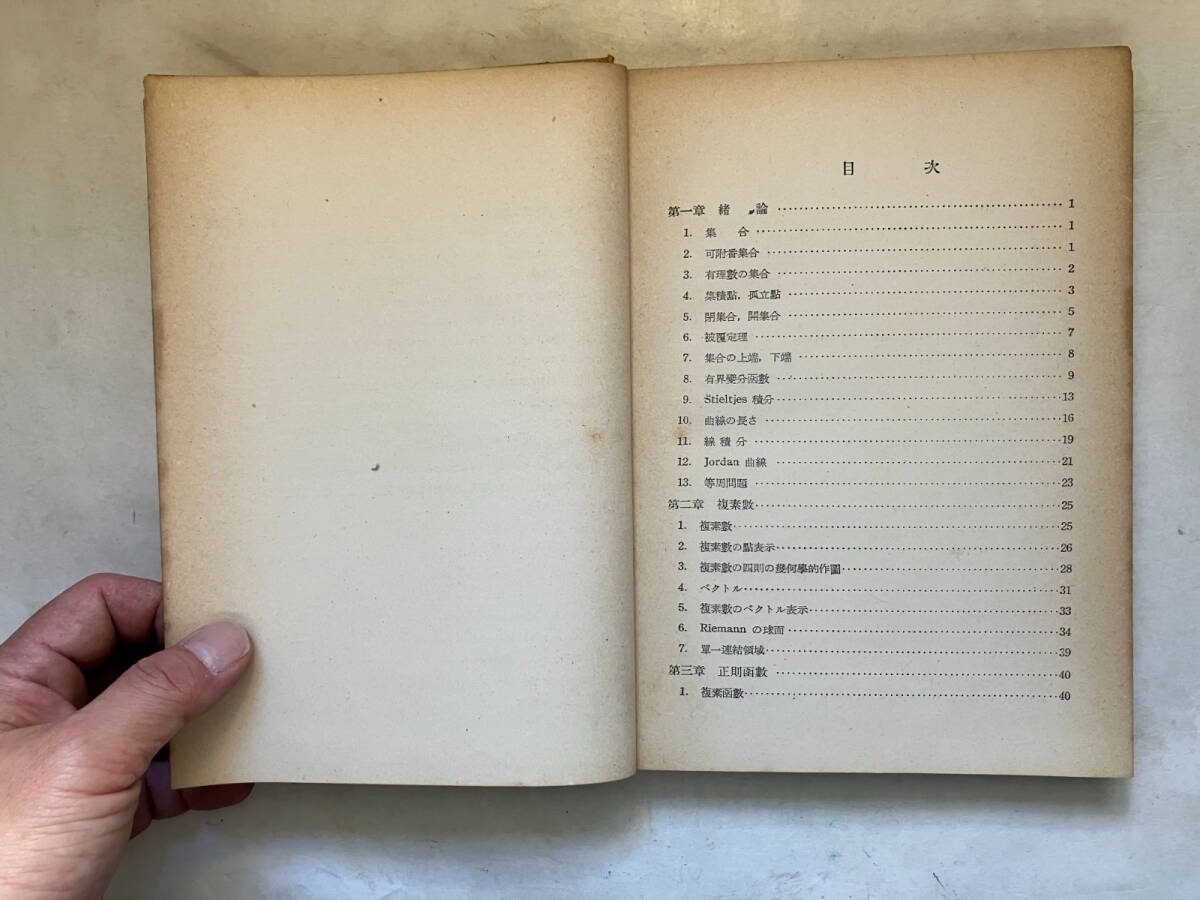 目 次
第一章 緒 論 ………………………………………… 1
1. 集 合 ………………………………………… 1
2. 可附番集合 ………………………………………… 1
3. 有理數の集合 ………………………………………… 2
4. 集積點, 孤立點 ………………………………………… 3
5. 閉集合, 開集合 ………………………………………… 5
6. 被覆定理 ………………………………………… 7
7. 集合の上端, 下端 ………………………………………… 8
8. 有界變分函數 ………………………………………… 9
9. Stieltjes 積分 ………………………………………… 13
10. 曲線の長さ ………………………………………… 16
11. 線 積 分 ………………………………………… 19
12. Jordan 曲線 ………………………………………… 21
13. 等周問題 ………………………………………… 23
第二章 複素數 ………………………………………… 25
1. 複素數 ………………………………………… 25
2. 複素數の點表示 ………………………………………… 26
3. 複素數の四則の幾何學的作圖 ………………………………………… 28
4. ベクトル ………………………………………… 31
5. 複素數のベクトル表示 ………………………………………… 33
6. Riemann の球面 ………………………………………… 34
7. 單一連結領域 ………………………………………… 39
第三章 正則函數 ………………………………………… 40
1. 複素函數 ………………………………………… 40